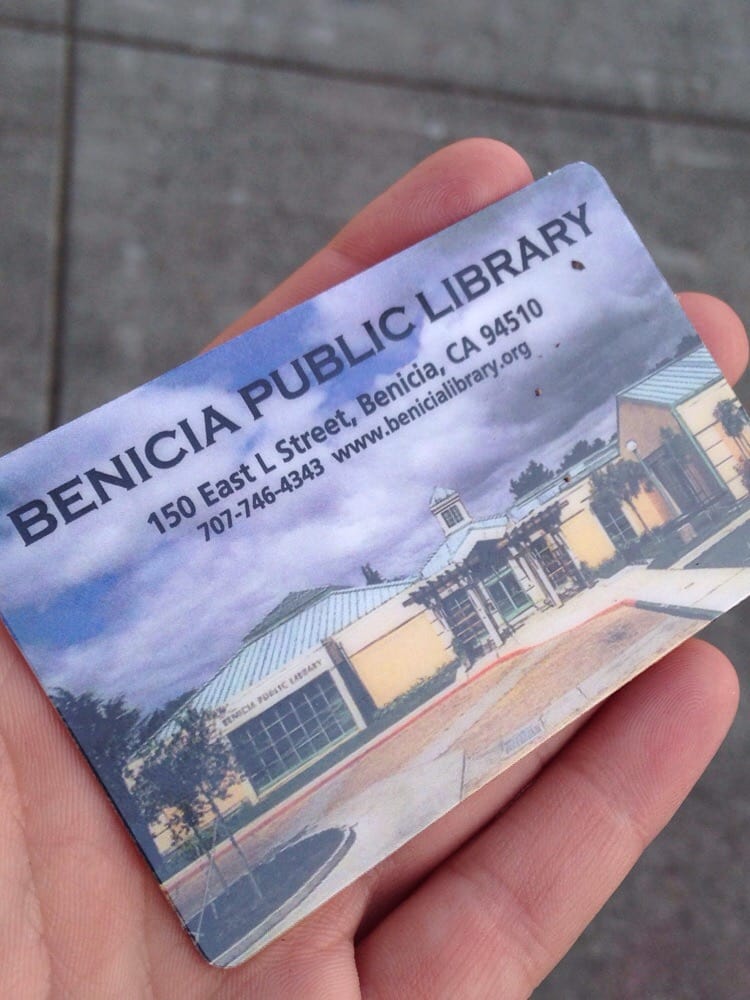 BENICIA PUBLIC LIBRARY
150 East L Street, Benicia, CA 94510
707-746-4343 www.benicialibrary.org
BENICIA PUBLIC LIBRARY